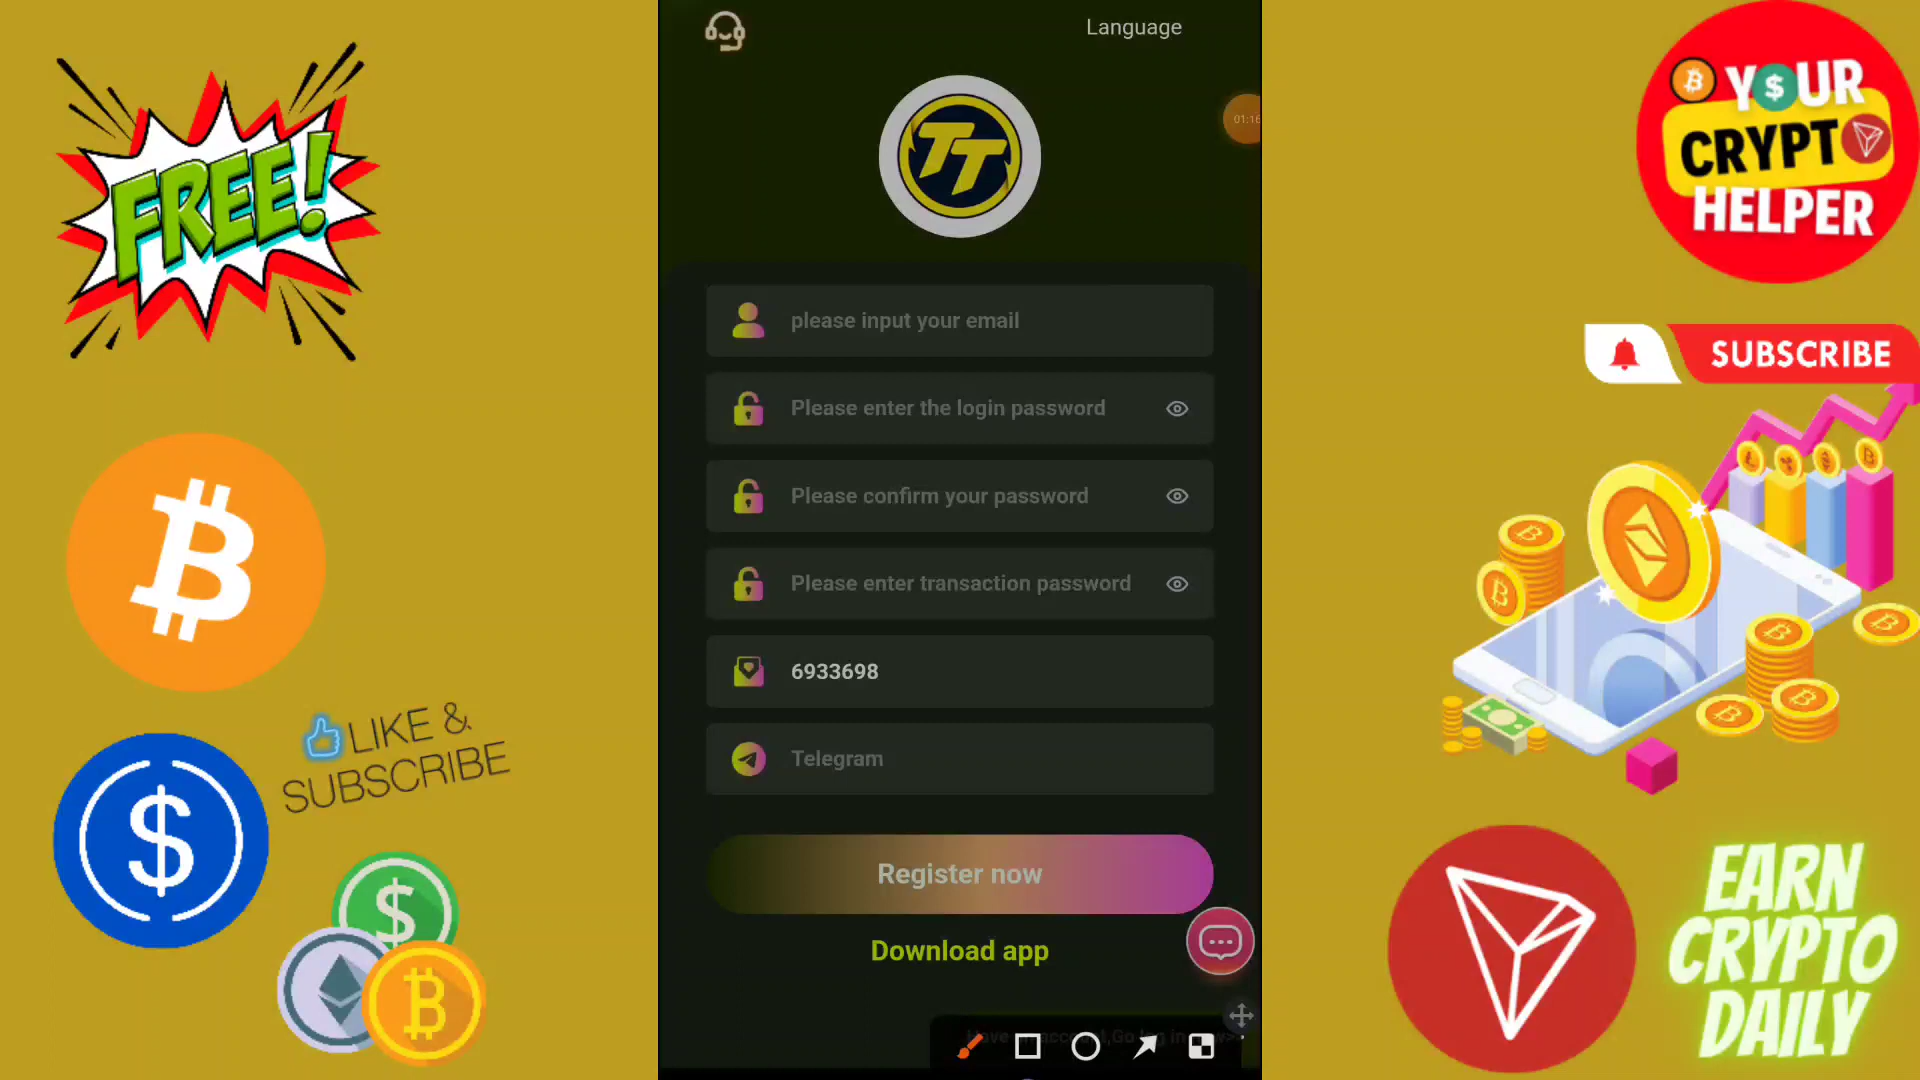 Language
FREE!
TT
01:16
YOUR
CRYPTO
HELPER
please input your email
SUBSCRIBE
Please enter the login password
Please confirm your password
Please enter transaction password
6933698
LIKE &
SUBSCRIBE
Telegram
Register now
EARN
CRYPTO
DAILY
Download app